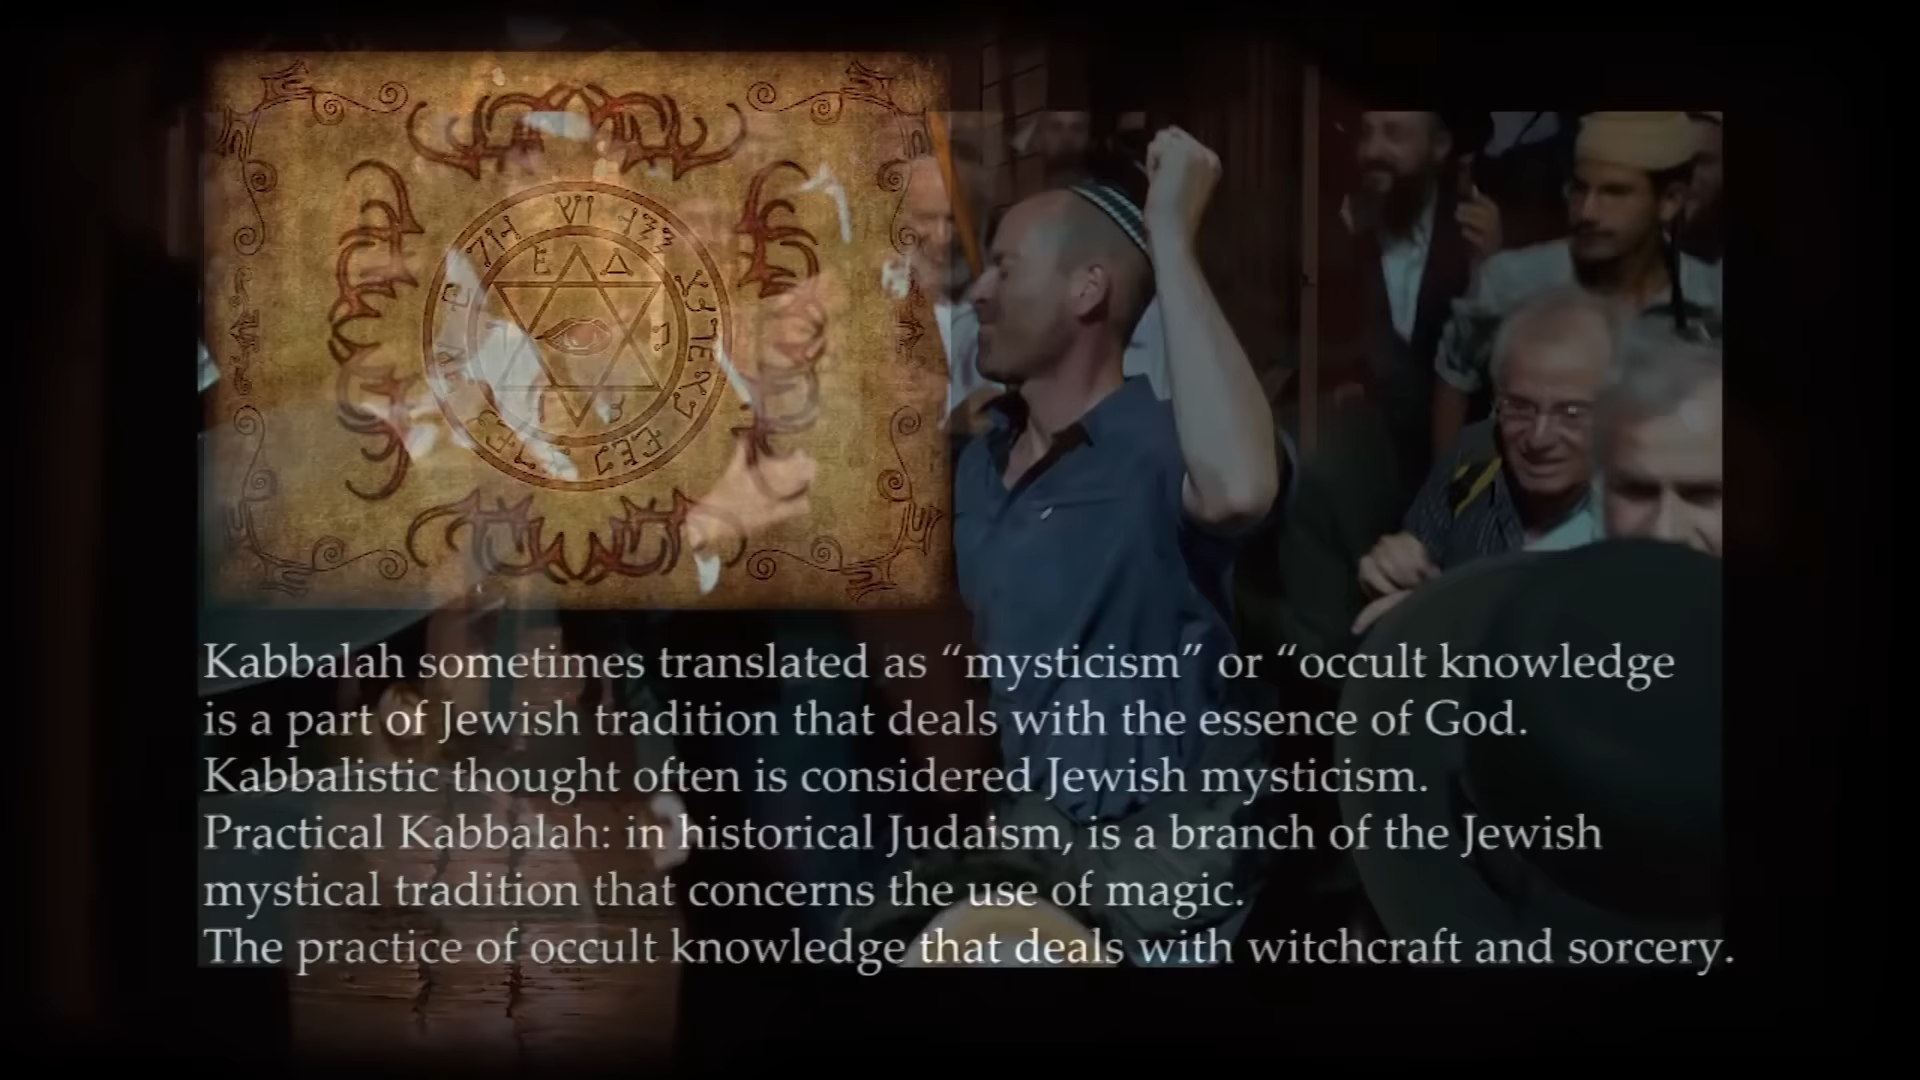 Kabbalah sometimes translated as “mysticism” or “occult knowledge
is a part of Jewish tradition that deals with the essence of God.
Kabbalistic thought often is considered Jewish mysticism.
Practical Kabbalah: in historical Judaism, is a branch of the Jewish
mystical tradition that concerns the use of magic.
The practice of occult knowledge that deals with witchcraft and sorcery.